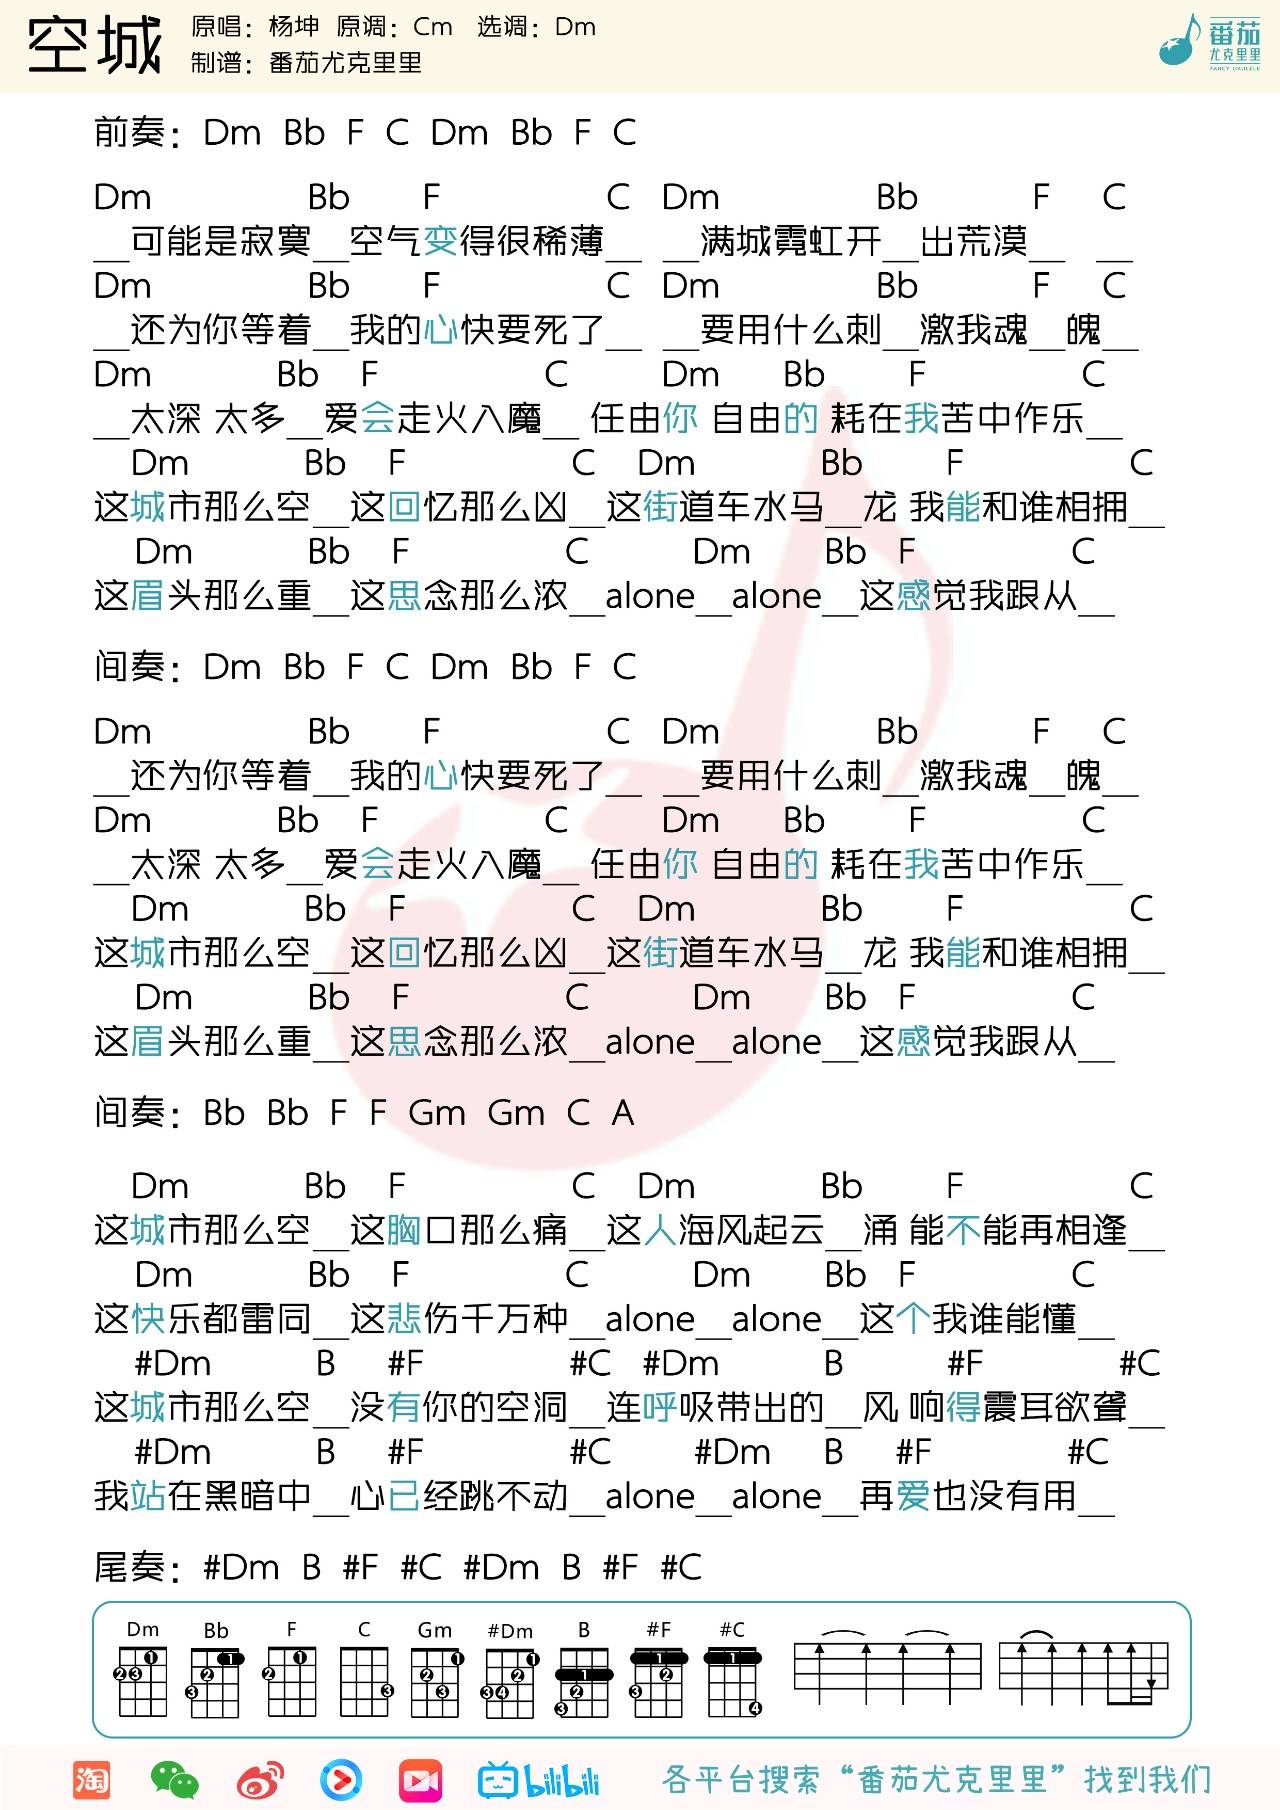 空城 原唱：杨坤 原调：Cm 选调：Dm
制谱：番茄尤克里里
番茄
尤克里里
FANCY UKULELE
前奏：Dm Bb F C Dm Bb F C
Dm Bb F C Dm Bb F C
__可能是寂寞__空气变得很稀薄__ __满城霓虹开__出荒漠__ __
Dm Bb F C Dm Bb F C
__还为你等着__我的心快要死了__ __要用什么刺__激我魂__魄__
Dm Bb F C Dm Bb F C
__太深 太多__爱会走火入魔__ 任由你 自由的 耗在我苦中作乐__
Dm Bb F C Dm Bb F C
这城市那么空__这回忆那么凶__这街道车水马__龙 我能和谁相拥__
Dm Bb F C Dm Bb F C
这眉头那么重__这思念那么浓__alone__alone__这感觉我跟从__
间奏：Dm Bb F C Dm Bb F C
Dm Bb F C Dm Bb F C
__还为你等着__我的心快要死了__ __要用什么刺__激我魂__魄__
Dm Bb F C Dm Bb F C
__太深 太多__爱会走火入魔__ 任由你 自由的 耗在我苦中作乐__
Dm Bb F C Dm Bb F C
这城市那么空__这回忆那么凶__这街道车水马__龙 我能和谁相拥__
Dm Bb F C Dm Bb F C
这眉头那么重__这思念那么浓__alone__alone__这感觉我跟从__
间奏：Bb Bb F F Gm Gm C A
Dm Bb F C Dm Bb F C
这城市那么空__这胸口那么痛__这人海风起云__涌 能不能再相逢__
Dm Bb F C Dm Bb F C
这快乐都雷同__这悲伤千万种__alone__alone__这个我谁能懂__
#Dm B #F #C #Dm B #F #C
这城市那么空__没有你的空洞__连呼吸带出的__风 响得震耳欲聋__
#Dm B #F #C #Dm B #F #C
我站在黑暗中__心已经跳不动__alone__alone__再爱也没有用__
尾奏：#Dm B #F #C #Dm B #F #C
Dm Bb F C Gm #Dm B #F #C
1 1 1 1 1 1 1
2 3 2 2 2 2 1 2
3 3 3 3 4 2 3
3 4
淘 bilibili 各平台搜索“番茄尤克里里”找到我们